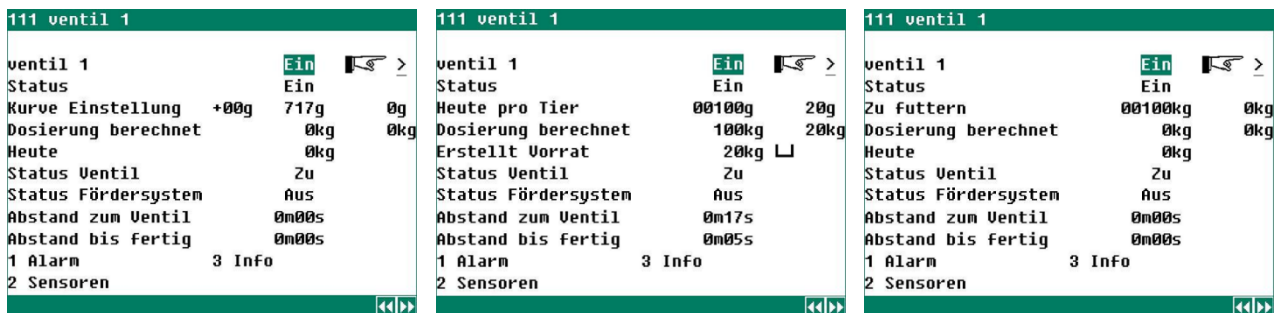 111 ventil 1
ventil 1 Ein >
Status Ein
Kurve Einstellung +00g 717g 0g
Dosierung berechnet 0kg 0kg
Heute 0kg
Status Ventil Zu
Status Fördersystem Aus
Abstand zum Ventil 0m00s
Abstand bis fertig 0m00s
1 Alarm 3 Info
2 Sensoren
111 ventil 1
ventil 1 Ein >
Status Ein
Heute pro Tier 00100g 20g
Dosierung berechnet 100kg 20kg
Erstellt Vorrat 20kg
Status Ventil Zu
Status Fördersystem Aus
Abstand zum Ventil 0m17s
Abstand bis fertig 0m05s
1 Alarm 3 Info
2 Sensoren
111 ventil 1
ventil 1 Ein >
Status Ein
Zu futtern 00100kg 0kg
Dosierung berechnet 0kg 0kg
Heute 0kg
Status Ventil Zu
Status Fördersystem Aus
Abstand zum Ventil 0m00s
Abstand bis fertig 0m00s
1 Alarm 3 Info
2 Sensoren